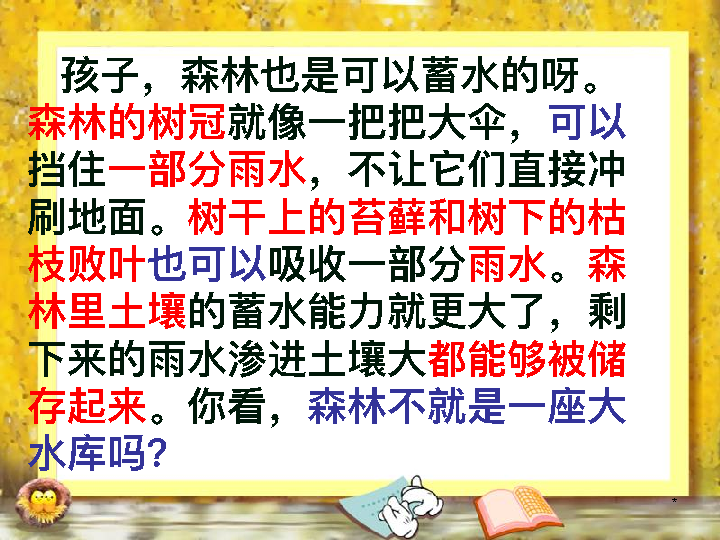 孩子，森林也是可以蓄水的呀。
森林的树冠就像一把把大伞，可以
挡住一部分雨水，不让它们直接冲
刷地面。树干上的苔藓和树下的枯
枝败叶也可以吸收一部分雨水。森
林里土壤的蓄水能力就更大了，剩
下来的雨水渗进土壤大都能够被储
存起来。你看，森林不就是一座大
水库吗?
*